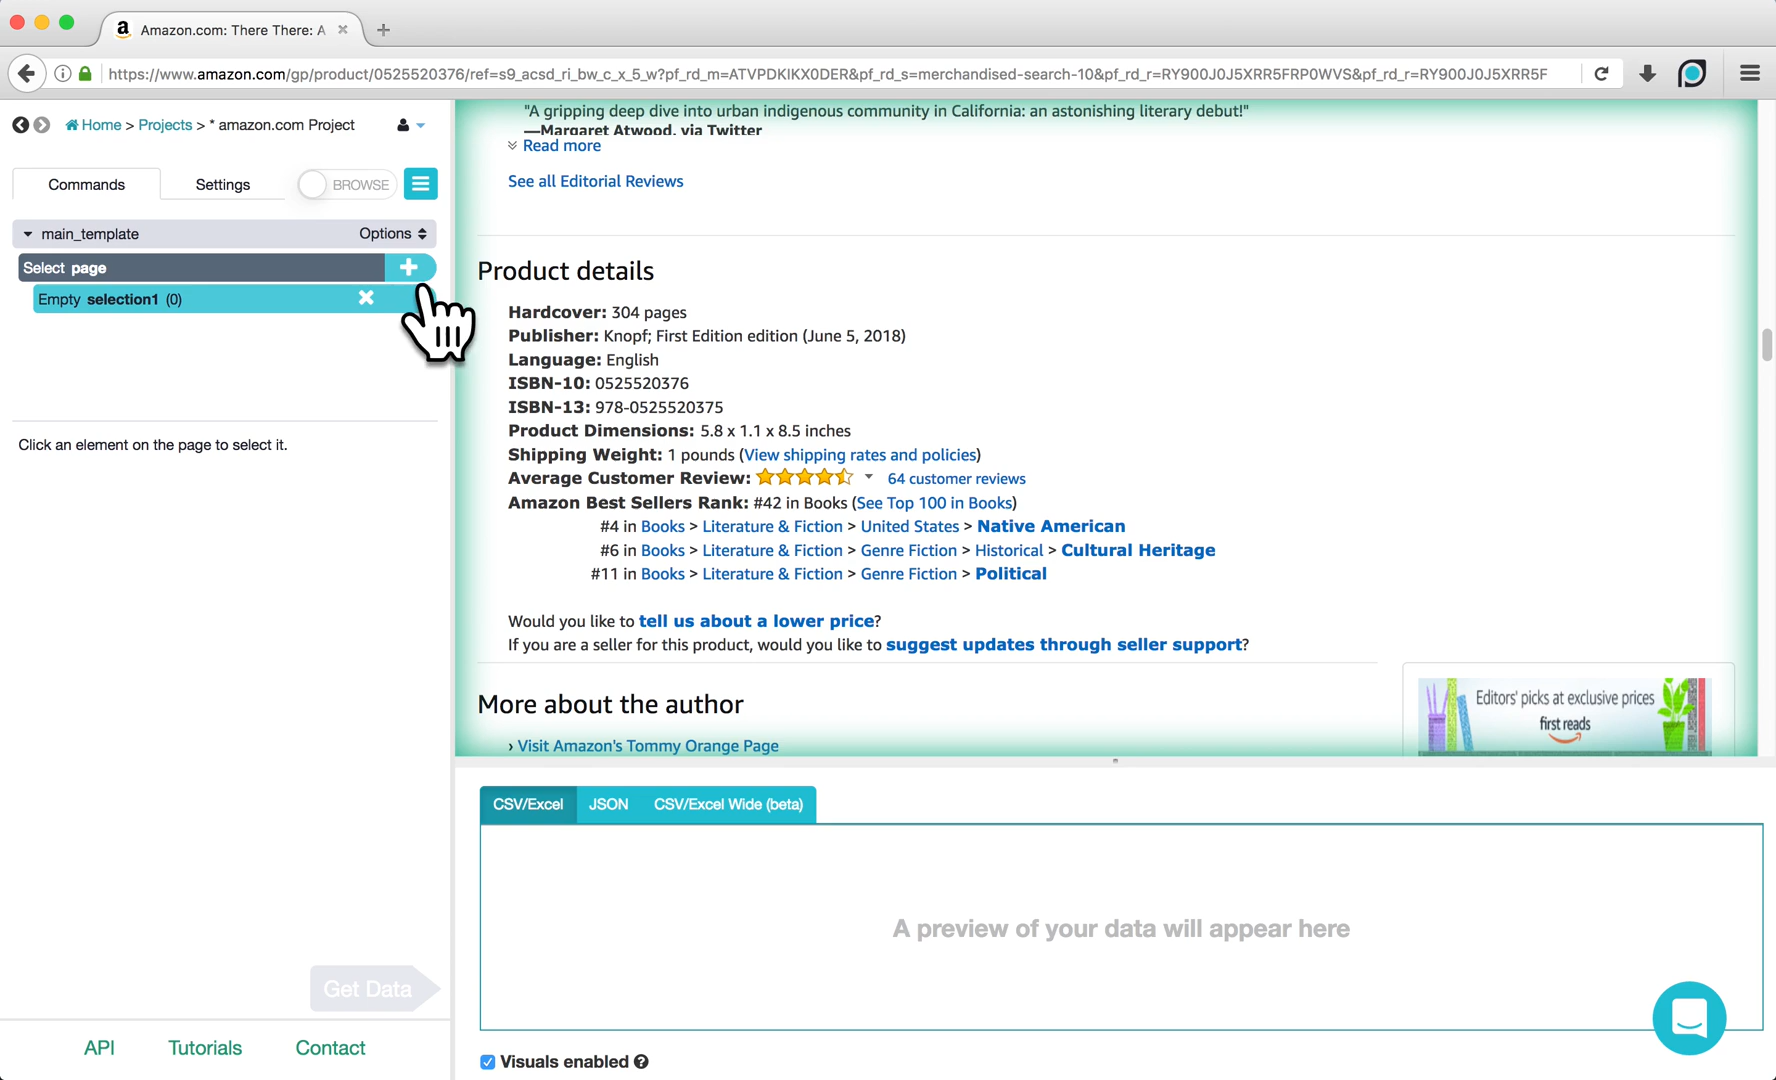 Amazon.com: There There: A
https://www.amazon.com/gp/product/0525520376/ref=s9_acsd_ri_bw_c_x_5_w?pf_rd_m=ATVPDKIKX0DER&pf_rd_s=merchandised-search-10&pf_rd_r=RY900J0J5XRR5FRP0WVS&pf_rd_r=RY900J0J5XRR5F
Home > Projects > * amazon.com Project
Commands
Settings
BROWSE
main_template
Options
Select page
Empty selection1 (0)
Click an element on the page to select it.
Get Data
API
Tutorials
Contact
"A gripping deep dive into urban indigenous community in California: an astonishing literary debut!"
—Margaret Atwood, via Twitter
Read more
See all Editorial Reviews
Product details
Hardcover: 304 pages
Publisher: Knopf; First Edition edition (June 5, 2018)
Language: English
ISBN-10: 0525520376
ISBN-13: 978-0525520375
Product Dimensions: 5.8 x 1.1 x 8.5 inches
Shipping Weight: 1 pounds (View shipping rates and policies)
Average Customer Review: 64 customer reviews
Amazon Best Sellers Rank: #42 in Books (See Top 100 in Books)
#4 in Books > Literature & Fiction > United States > Native American
#6 in Books > Literature & Fiction > Genre Fiction > Historical > Cultural Heritage
#11 in Books > Literature & Fiction > Genre Fiction > Political
Would you like to tell us about a lower price?
If you are a seller for this product, would you like to suggest updates through seller support?
More about the author
› Visit Amazon's Tommy Orange Page
Editors' picks at exclusive prices
first reads
CSV/Excel
JSON
CSV/Excel Wide (beta)
A preview of your data will appear here
Visuals enabled